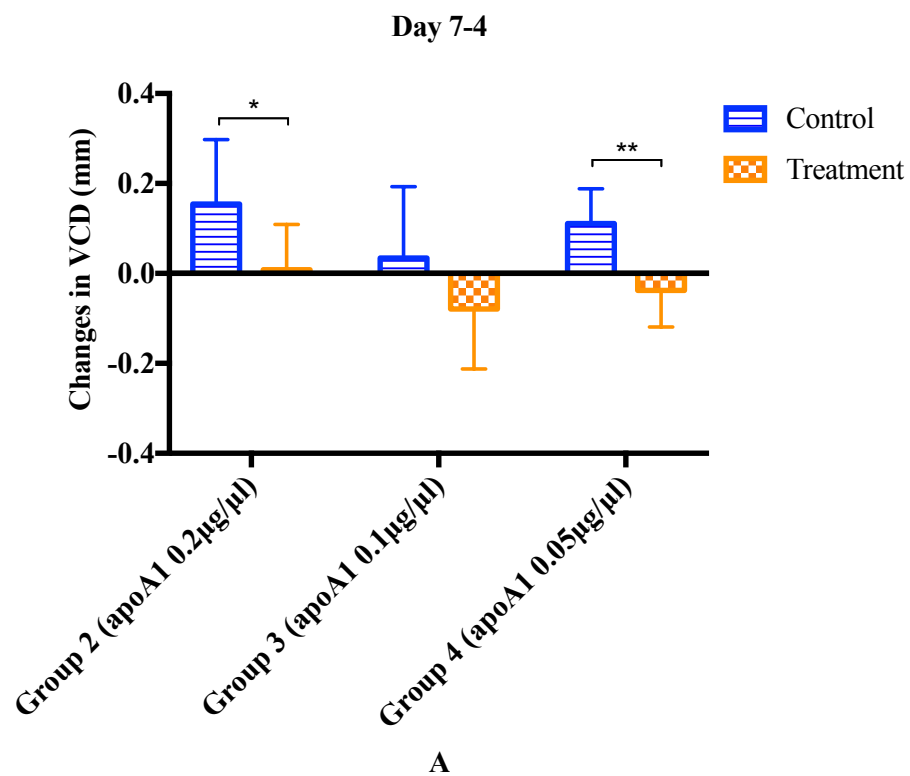 Day 7-4
Changes in VCD (mm)
0.4
0.2
0.0
-0.2
-0.4
*
**
Control
Treatment
Group 2 (apoA1 0.2μg/μl)
Group 3 (apoA1 0.1μg/μl)
Group 4 (apoA1 0.05μg/μl)
A